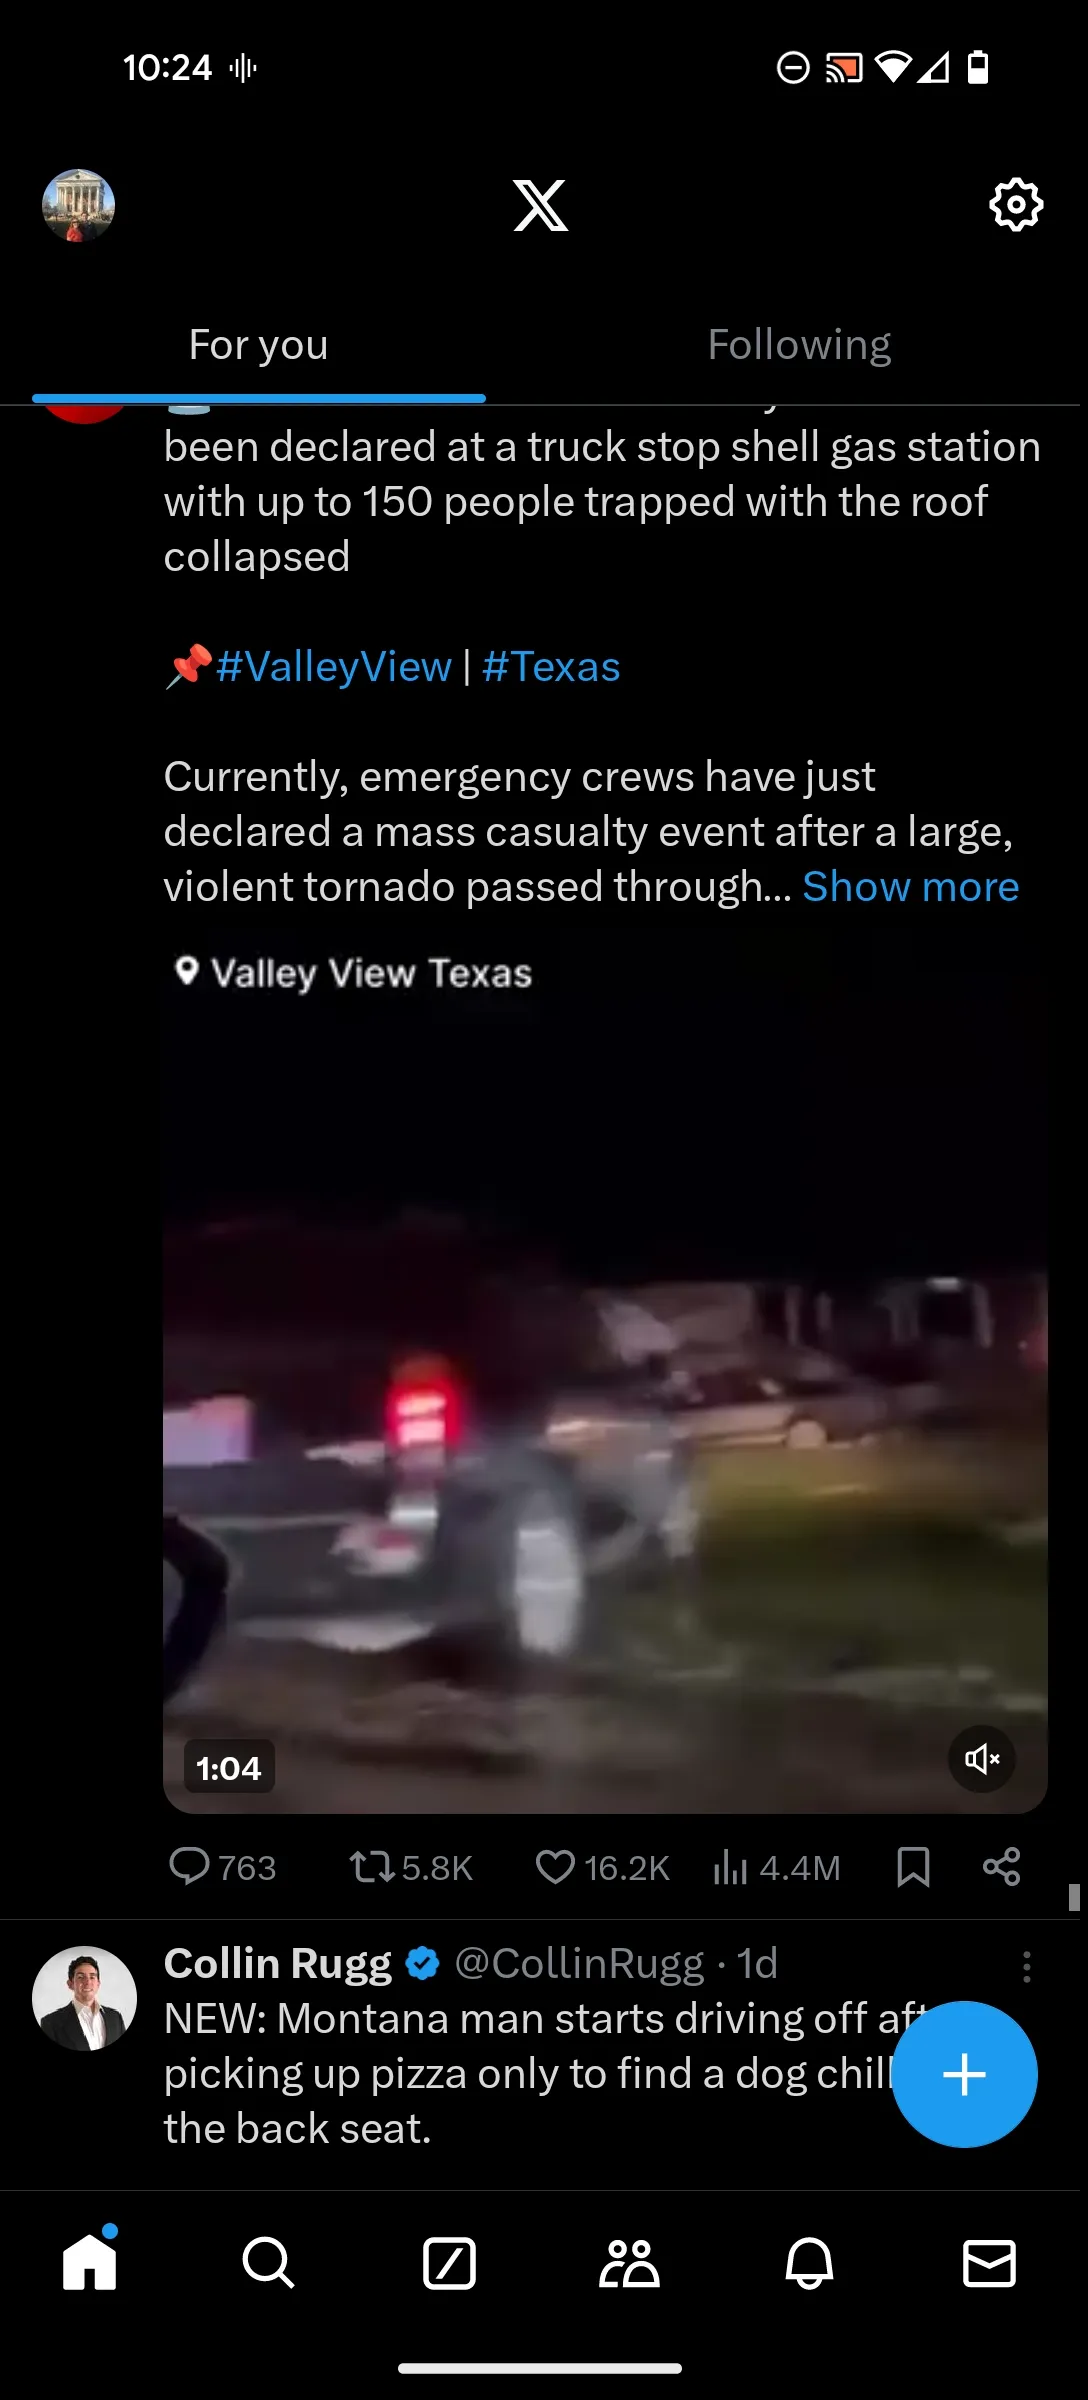 10:24
For you
Following
been declared at a truck stop shell gas station
with up to 150 people trapped with the roof
collapsed
📌#ValleyView | #Texas
Currently, emergency crews have just
declared a mass casualty event after a large,
violent tornado passed through... Show more
Valley View Texas
1:04
763 5.8K 16.2K 4.4M
Collin Rugg @CollinRugg · 1d
NEW: Montana man starts driving off
picking up pizza only to find a dog
the back seat.